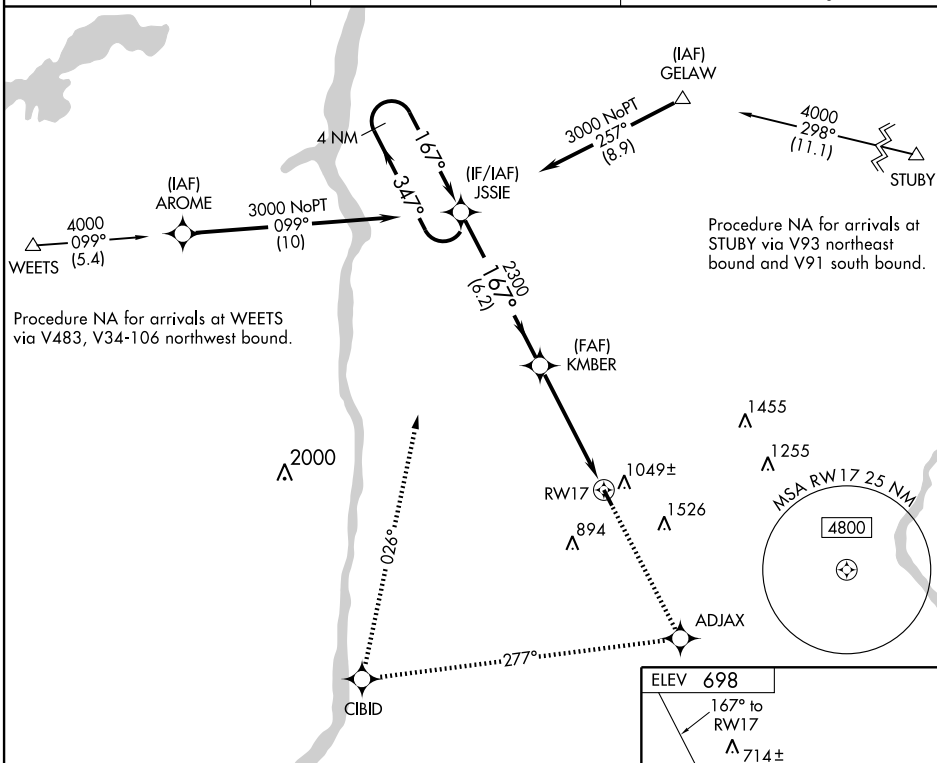 (IAF)
GELAW
4000
298°
(11.1)
STUBY
3000 NoPT
257°
(8.9)
4 NM
167°
347°
(IF/IAF)
JSSIE
(IAF)
AROME
3000 NoPT
099°
(10)
4000
099°
(5.4)
WEETS
Procedure NA for arrivals at
STUBY via V93 northeast
bound and V91 south bound.
Procedure NA for arrivals at WEETS
via V483, V34-106 northwest bound.
2300
167°
(6.2)
(FAF)
KMBER
1455
1255
2000
1049±
RW17
1526
894
MSA RW17 25 NM
4800
026°
ADJAX
277°
CIBID
ELEV 698
167° to
RW17
714±